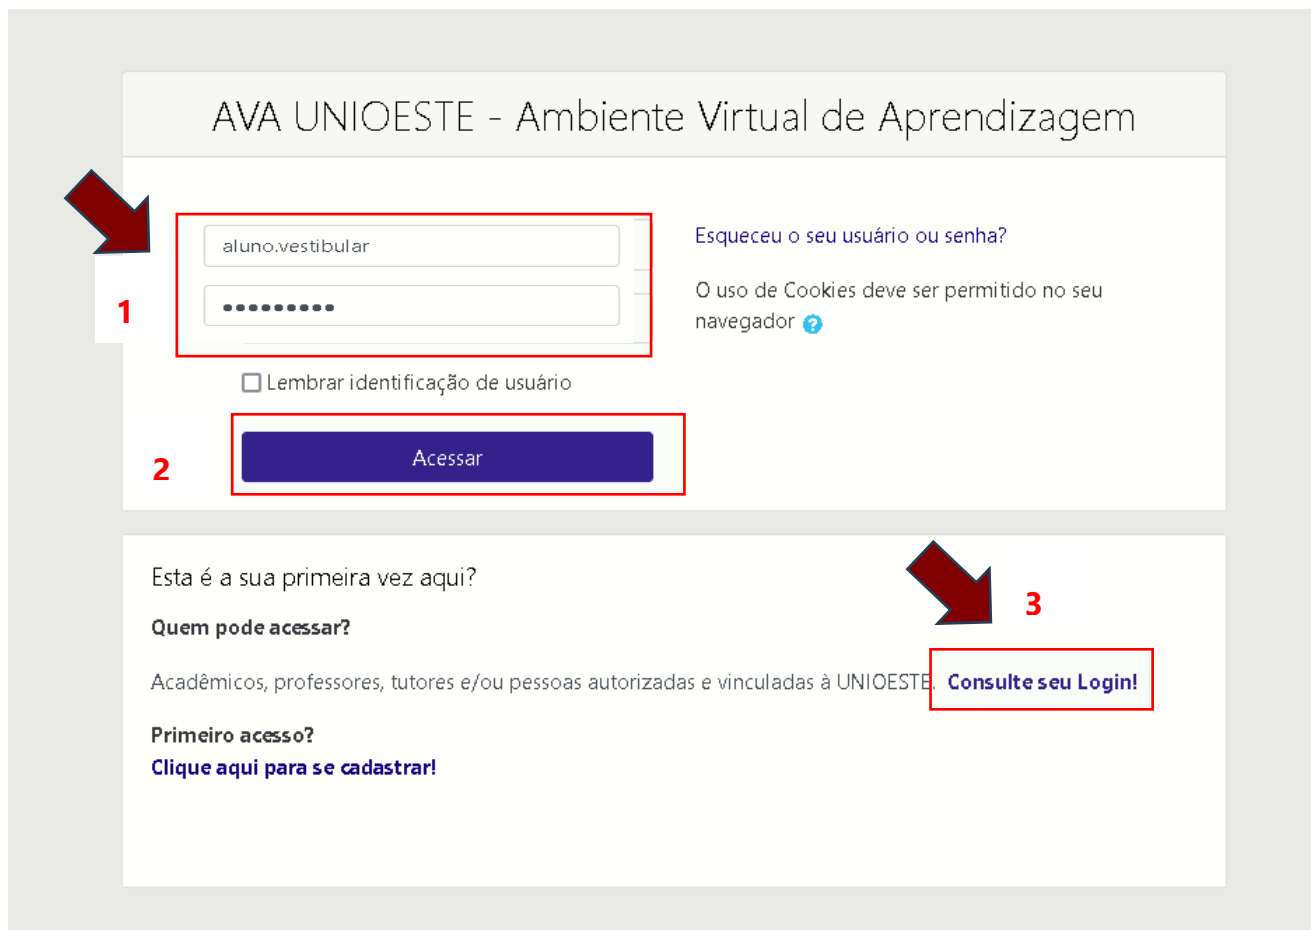 AVA UNIOESTE - Ambiente Virtual de Aprendizagem
aluno.vestibular
1
•••••••••
Esqueceu o seu usuário ou senha?
O uso de Cookies deve ser permitido no seu
navegador ?
Lembrar identificação de usuário
2
Acessar
Esta é a sua primeira vez aqui?
3
Quem pode acessar?
Acadêmicos, professores, tutores e/ou pessoas autorizadas e vinculadas à UNIOESTE. Consulte seu Login!
Primeiro acesso?
Clique aqui para se cadastrar!